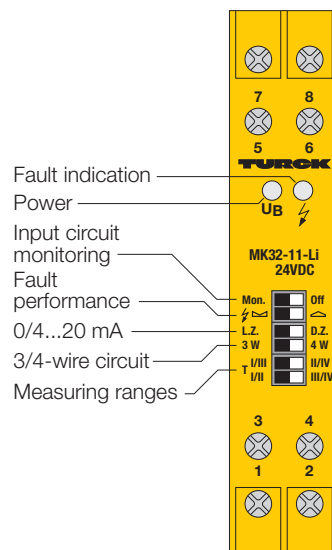 7 8
5 6
TURCK
Fault indication
Power
UB
Input circuit
monitoring
MK32-11-Li
24VDC
Fault
performance
Mon. Off
0/4...20 mA
L.Z. D.Z.
3/4-wire circuit
3 W 4 W
Measuring ranges
T I/III II/IV
I/II III/IV
3 4
1 2